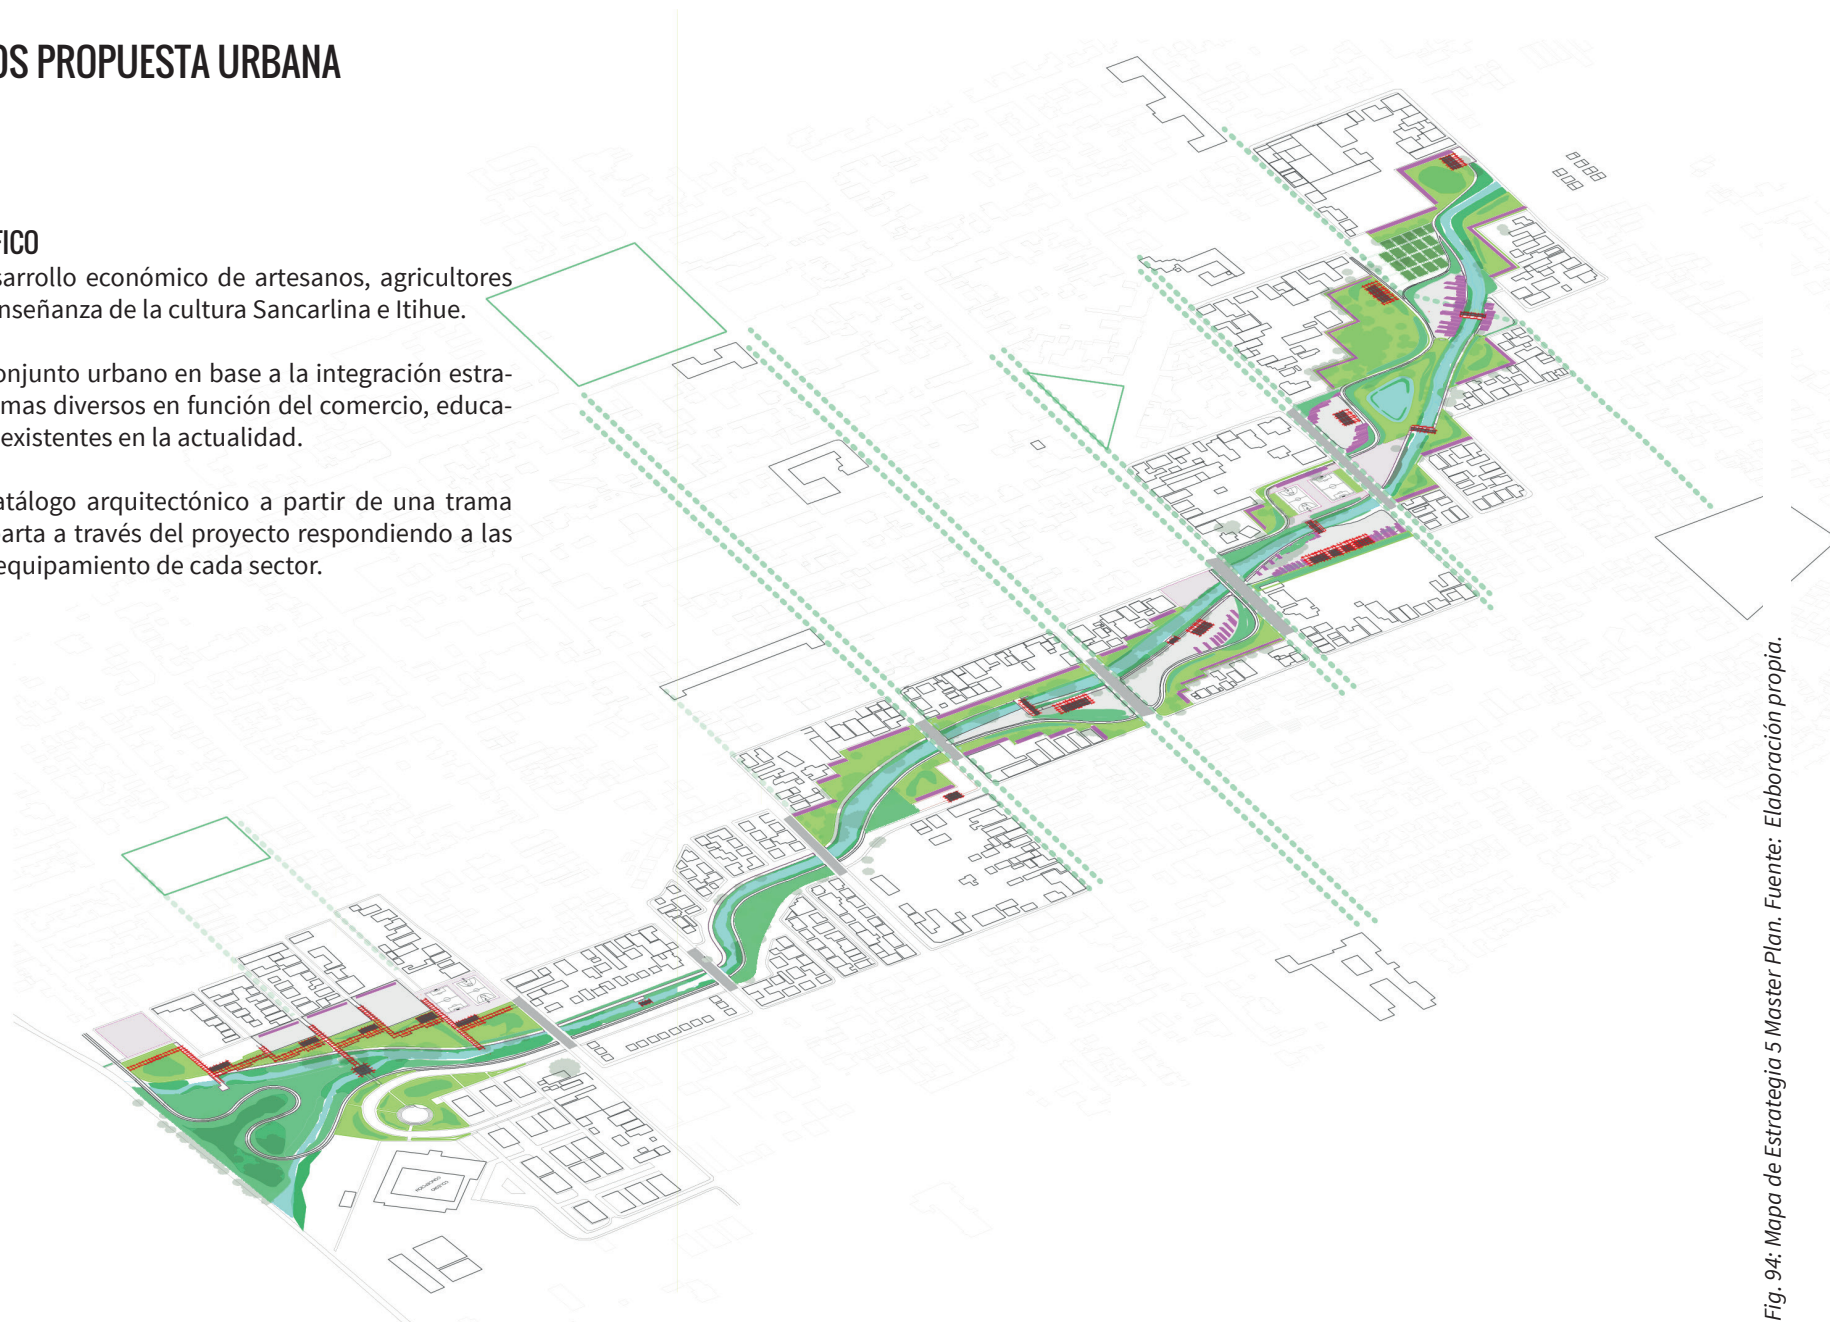 OS PROPUESTA URBANA
FICO
sarrollo económico de artesanos, agricultores
nseñanza de la cultura Sancarlina e Itihue.
onjunto urbano en base a la integración estra-
mas diversos en función del comercio, educa-
existentes en la actualidad.
atálogo arquitectónico a partir de una trama
arta a través del proyecto respondiendo a las
equipamiento de cada sector.
Fig. 94: Mapa de Estrategia 5 Master Plan. Fuente: Elaboración propia.